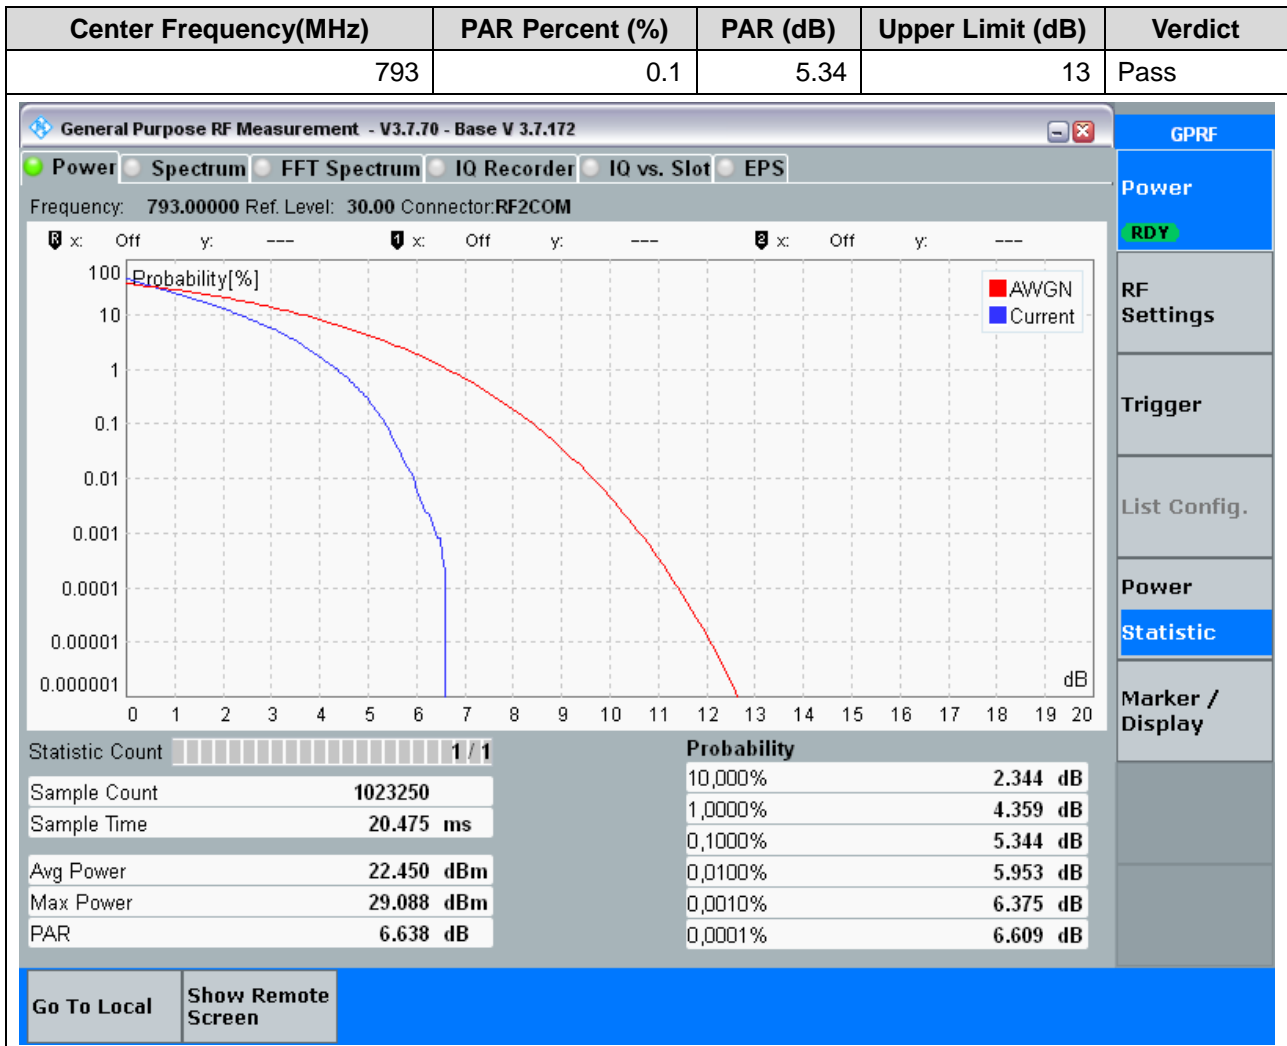 Center Frequency(MHz) PAR Percent (%) PAR (dB) Upper Limit (dB) Verdict
793 0.1 5.34 13 Pass
General Purpose RF Measurement - V3.7.70 - Base V 3.7.172
GPRF
Power Spectrum FFT Spectrum IQ Recorder IQ vs. Slot EPS
Frequency: 793.00000 Ref. Level: 30.00 Connector:RF2COM
R x: Off y: --- 1 x: Off y: --- 2 x: Off y: ---
Probability[%]
AWGN
Current
100
10
1
0.1
0.01
0.001
0.0001
0.00001
0.000001
dB
0 1 2 3 4 5 6 7 8 9 10 11 12 13 14 15 16 17 18 19 20
Statistic Count 1 / 1
Sample Count 1023250
Sample Time 20.475 ms
Avg Power 22.450 dBm
Max Power 29.088 dBm
PAR 6.638 dB
Probability
10,000% 2.344 dB
1,0000% 4.359 dB
0,1000% 5.344 dB
0,0100% 5.953 dB
0,0010% 6.375 dB
0,0001% 6.609 dB
Power
RDY
RF
Settings
Trigger
List Config.
Power
Statistic
Marker /
Display
Go To Local
Show Remote
Screen